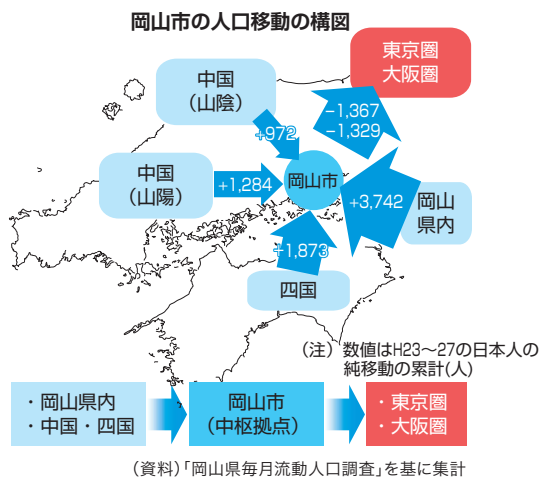 岡山市の人口移動の構図
東京圏
大阪圏
中国
（山陰）
−1,367
−1,329
+972
中国
（山陽）
+1,284
岡山市
+3,742
岡山
県内
+1,873
四国
（注）数値はH23～27の日本人の
純移動の累計(人)
・岡山県内
・中国・四国
岡山市
（中枢拠点）
・東京圏
・大阪圏
（資料）「岡山県毎月流動人口調査」を基に集計